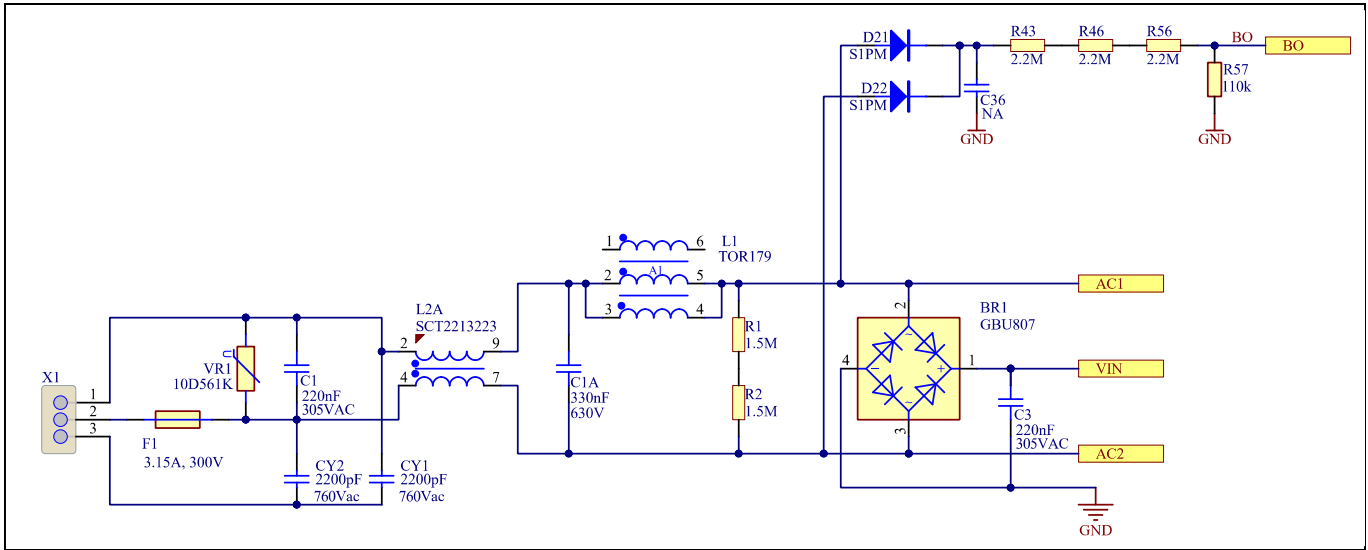 D21
S1PM
D22
S1PM
C36
NA
GND
R43
2.2M
R46
2.2M
R56
2.2M
BO
BO
R57
110k
GND
1
6
L1
TOR179
2
A1
5
3
4
AC1
L2A
SCT2213223
2
9
4
7
R1
1.5M
R2
1.5M
C1A
330nF
630V
BR1
GBU807
2
~
4
-
+
1
~
3
VIN
C3
220nF
305VAC
AC2
GND
X1
1
2
3
U
VR1
10D561K
C1
220nF
305VAC
F1
3.15A, 300V
CY2
2200pF
760Vac
CY1
2200pF
760Vac